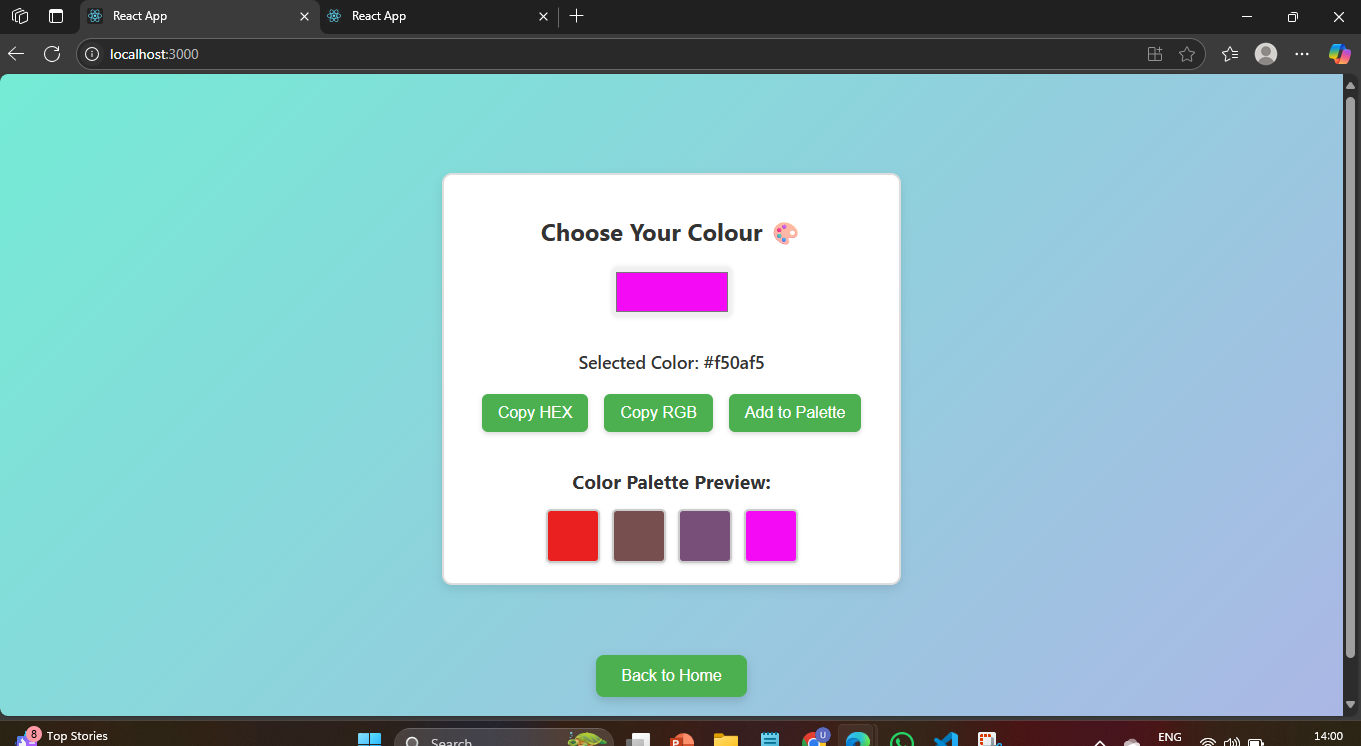 React App
React App
localhost:3000
Choose Your Colour 🎨
Selected Color: #f50af5
Copy HEX
Copy RGB
Add to Palette
Color Palette Preview:
Back to Home
8
Top Stories
Search
P
U
ENG
14:00